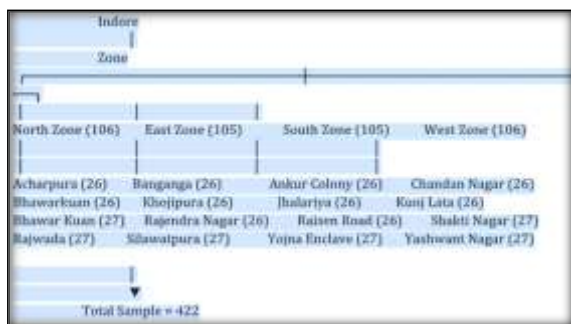 Indore
Zone
North Zone (106) East Zone (105) South Zone (105) West Zone (106)
Acharpura (26) Banganga (26) Ankur Colony (26) Chandan Nagar (26)
Bhawarkuan (26) Khojipura (26) Jhalariya (26) Kunj Lata (26)
Bhawar Kuan (27) Rajendra Nagar (26) Raisen Road (26) Shakti Nagar (27)
Rajwada (27) Silawatpura (27) Yojna Enclave (27) Yashwant Nagar (27)
Total Sample = 422